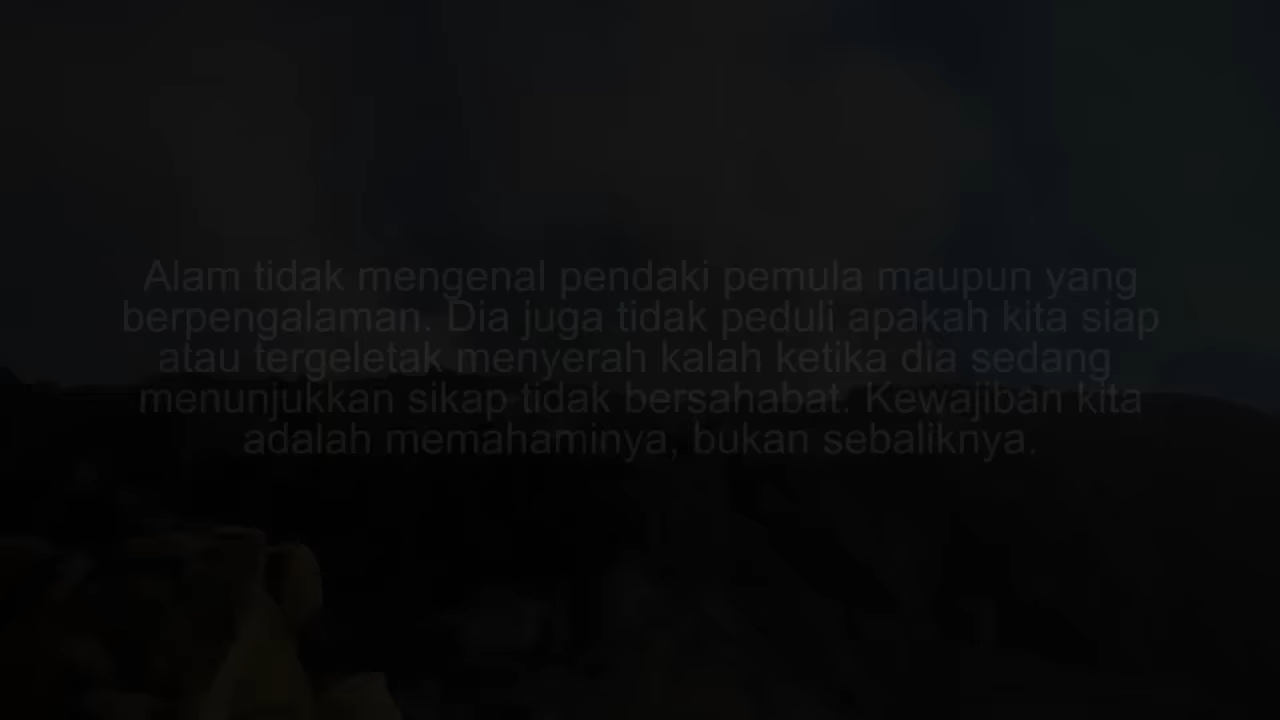 Alam tidak mengenal pendaki pemula maupun yang
berpengalaman. Dia juga tidak peduli apakah kita siap
atau tergeletak menyerah kalah ketika dia sedang
menunjukkan sikap tidak bersahabat. Kewajiban kita
adalah memahaminya, bukan sebaliknya.